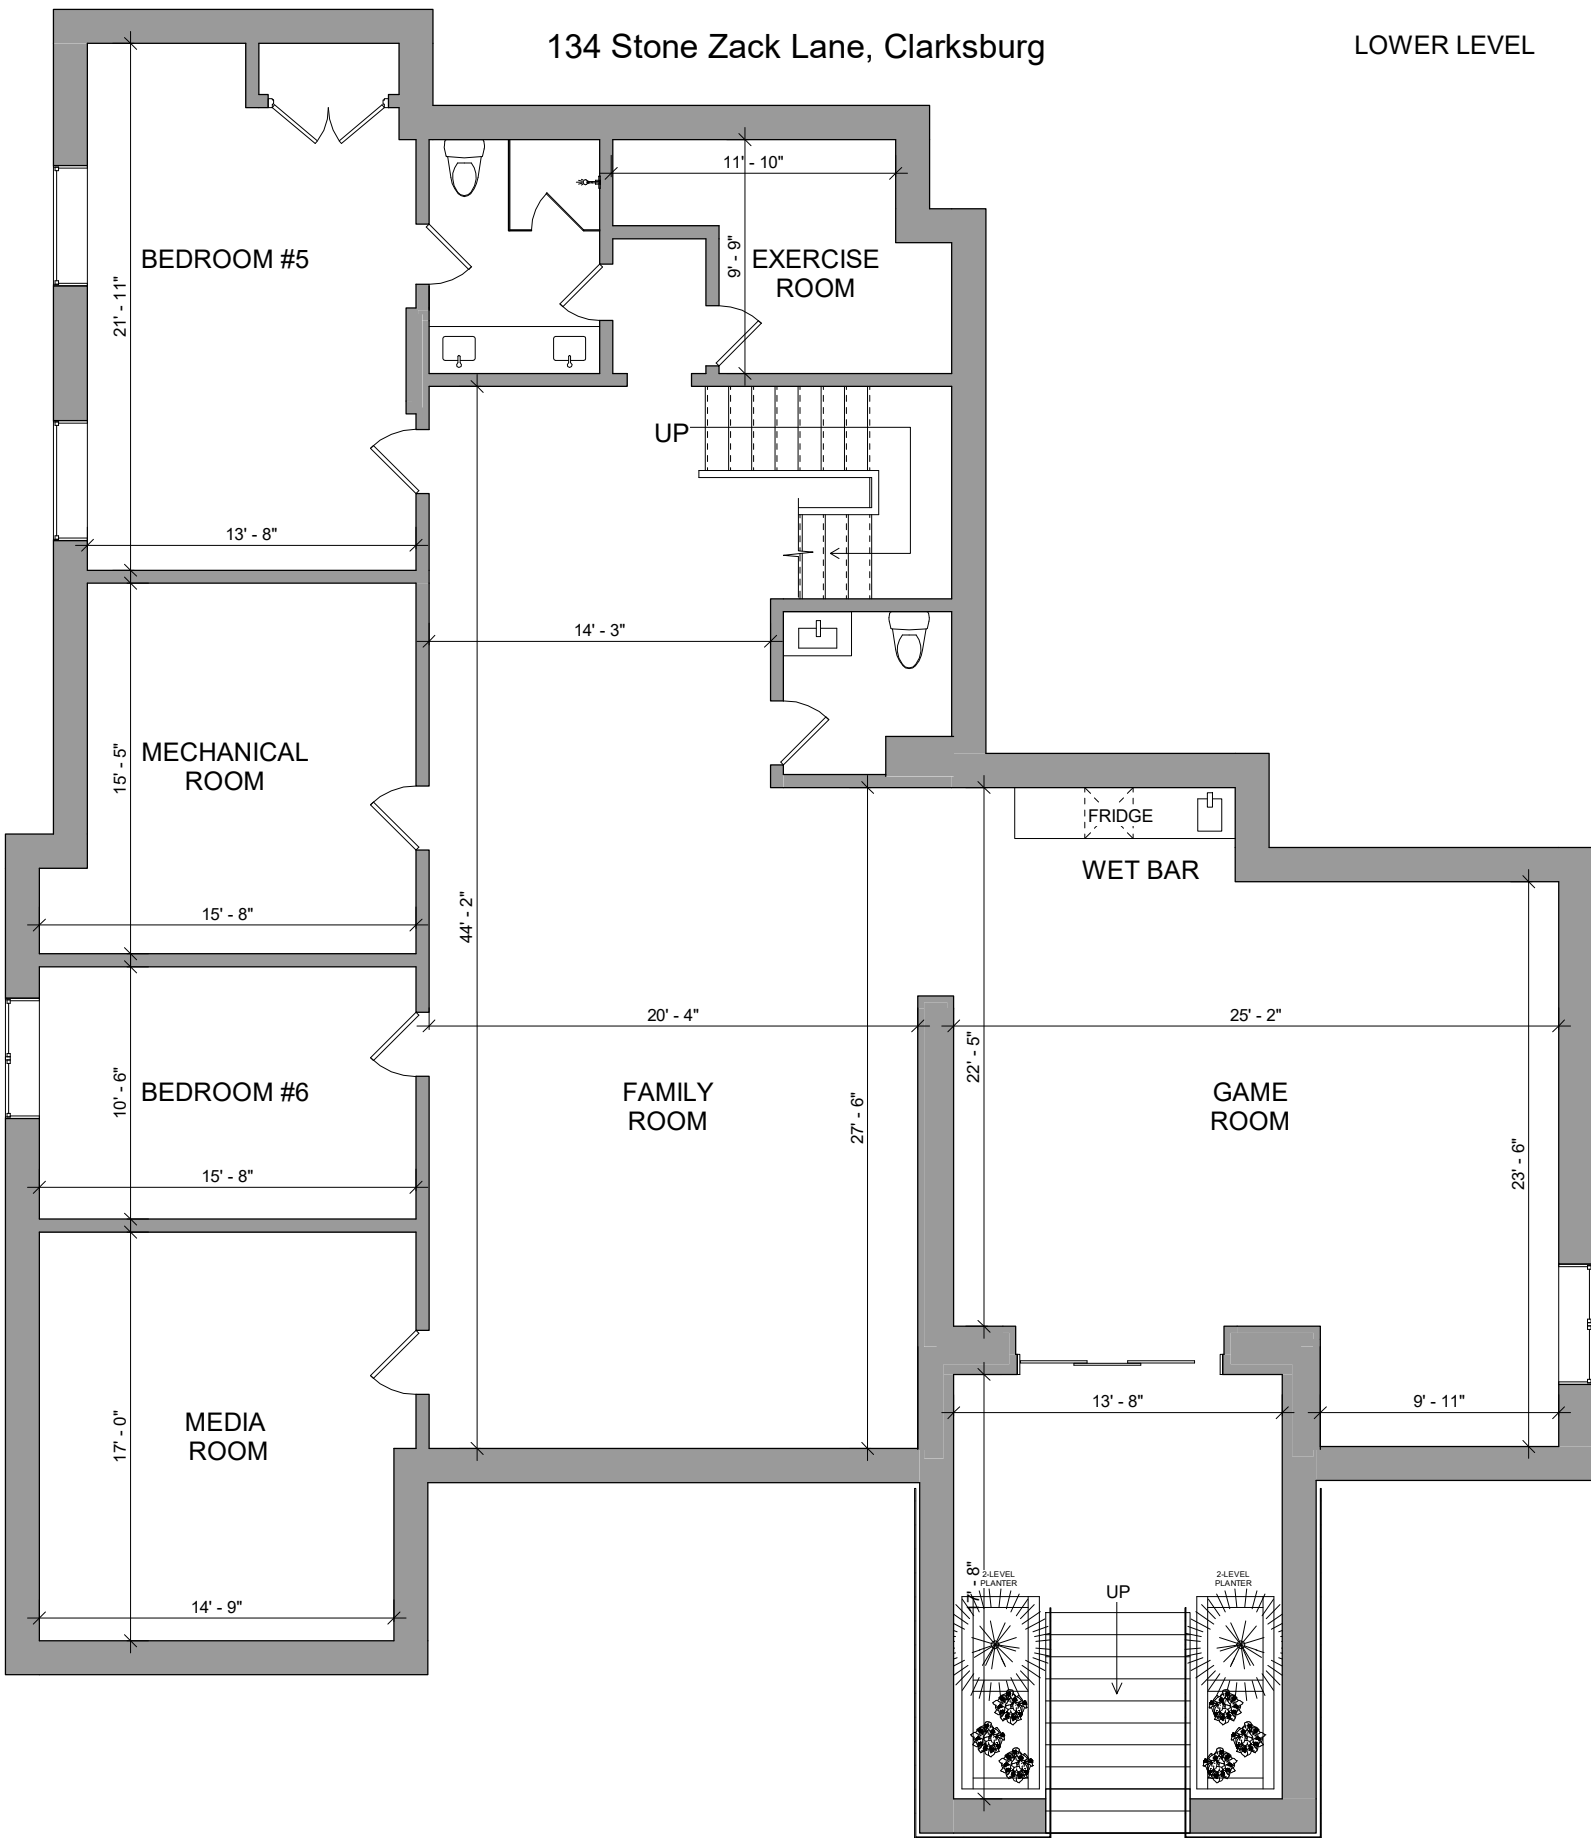 134 Stone Zack Lane, Clarksburg
LOWER LEVEL
11' - 10"
BEDROOM #5
9' - 9"
EXERCISE
ROOM
21' - 11"
UP
13' - 8"
14' - 3"
MECHANICAL
ROOM
15' - 5"
FRIDGE
WET BAR
15' - 8"
44' - 2"
20' - 4"
25' - 2"
22' - 5"
BEDROOM #6
10' - 6"
FAMILY
ROOM
27' - 6"
GAME
ROOM
23' - 6"
15' - 8"
13' - 8"
9' - 11"
MEDIA
ROOM
17' - 0"
17' - 8"
2-LEVEL
PLANTER
UP
2-LEVEL
PLANTER
14' - 9"